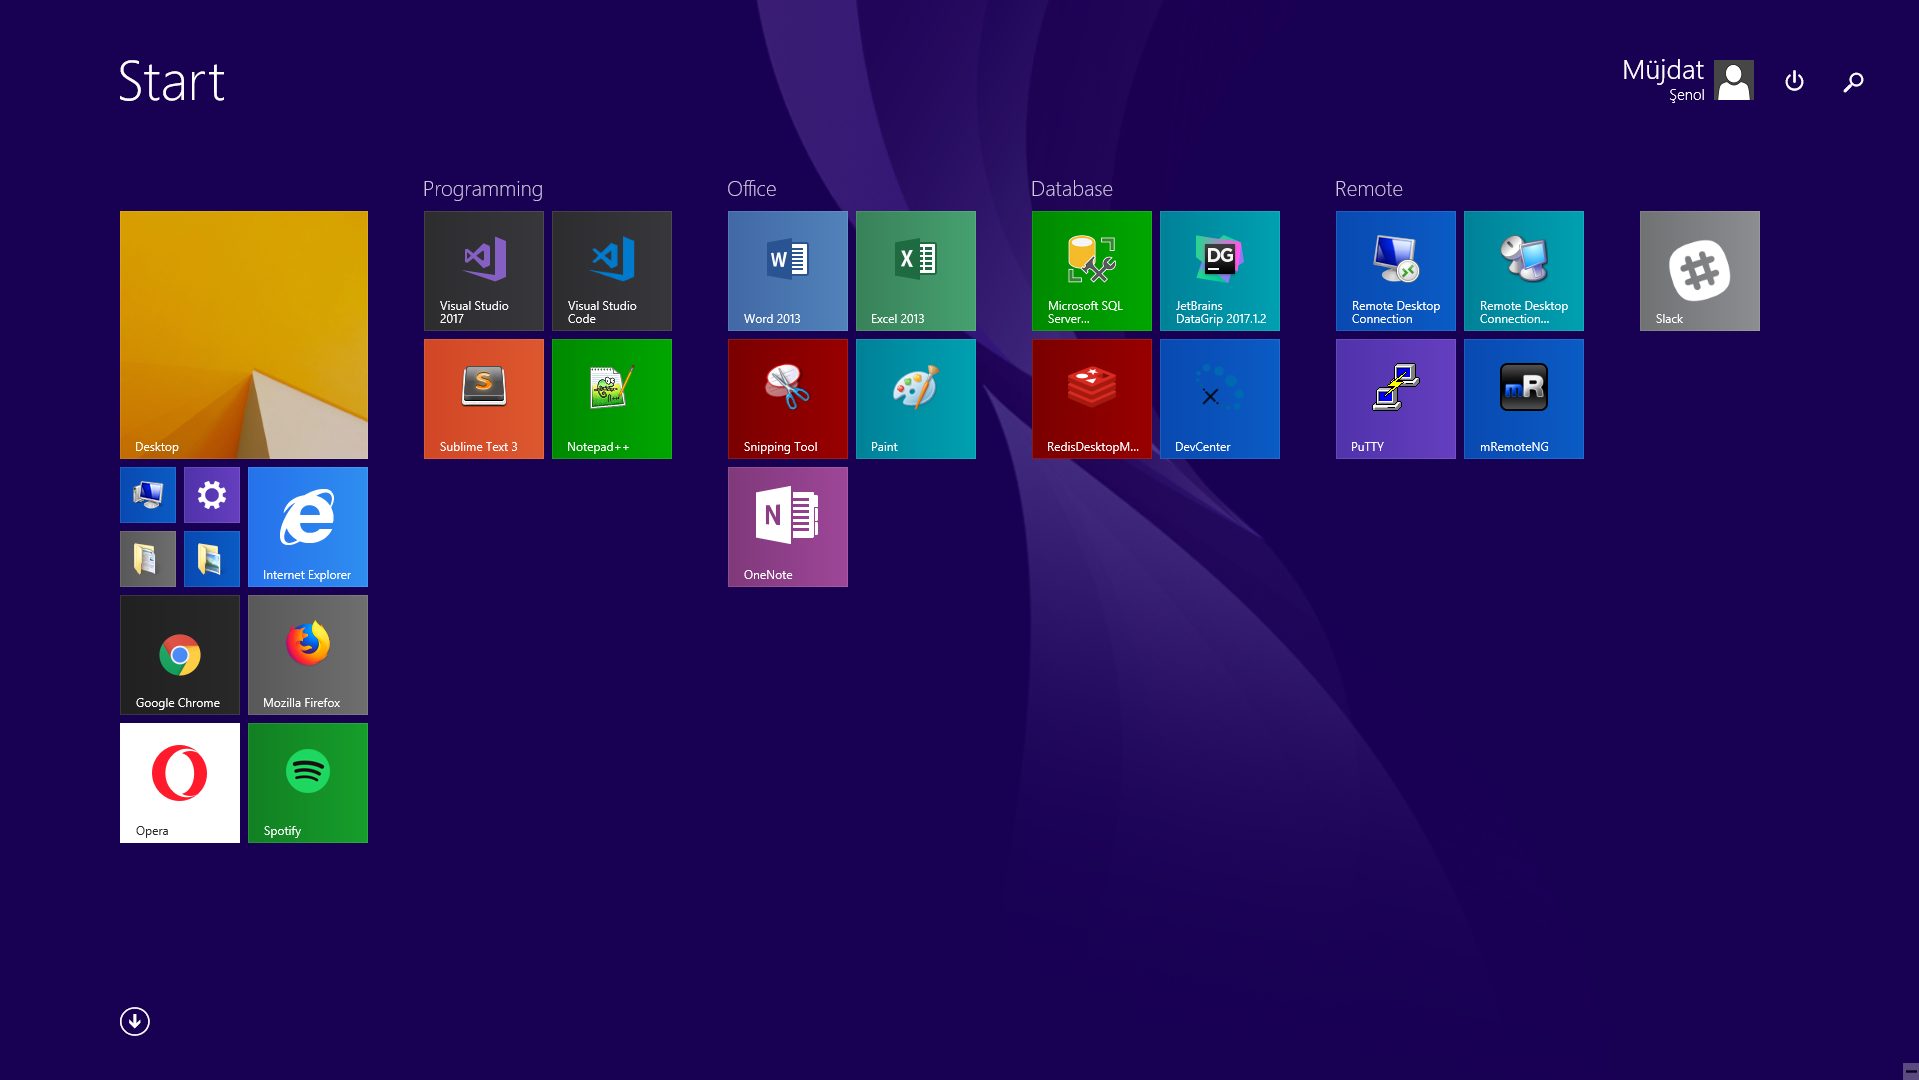 Start
Müjdat
Şenol
Programming
Office
Database
Remote
Desktop
Internet Explorer
Google Chrome
Mozilla Firefox
Opera
Spotify
Visual Studio
2017
Visual Studio
Code
S
Sublime Text 3
Notepad++
W
Word 2013
X
Excel 2013
Snipping Tool
Paint
N
OneNote
Microsoft SQL
Server...
DG
JetBrains
DataGrip 2017.1.2
RedisDesktopM...
DevCenter
Remote Desktop
Connection
Remote Desktop
Connection...
PuTTY
mR
mRemoteNG
Slack